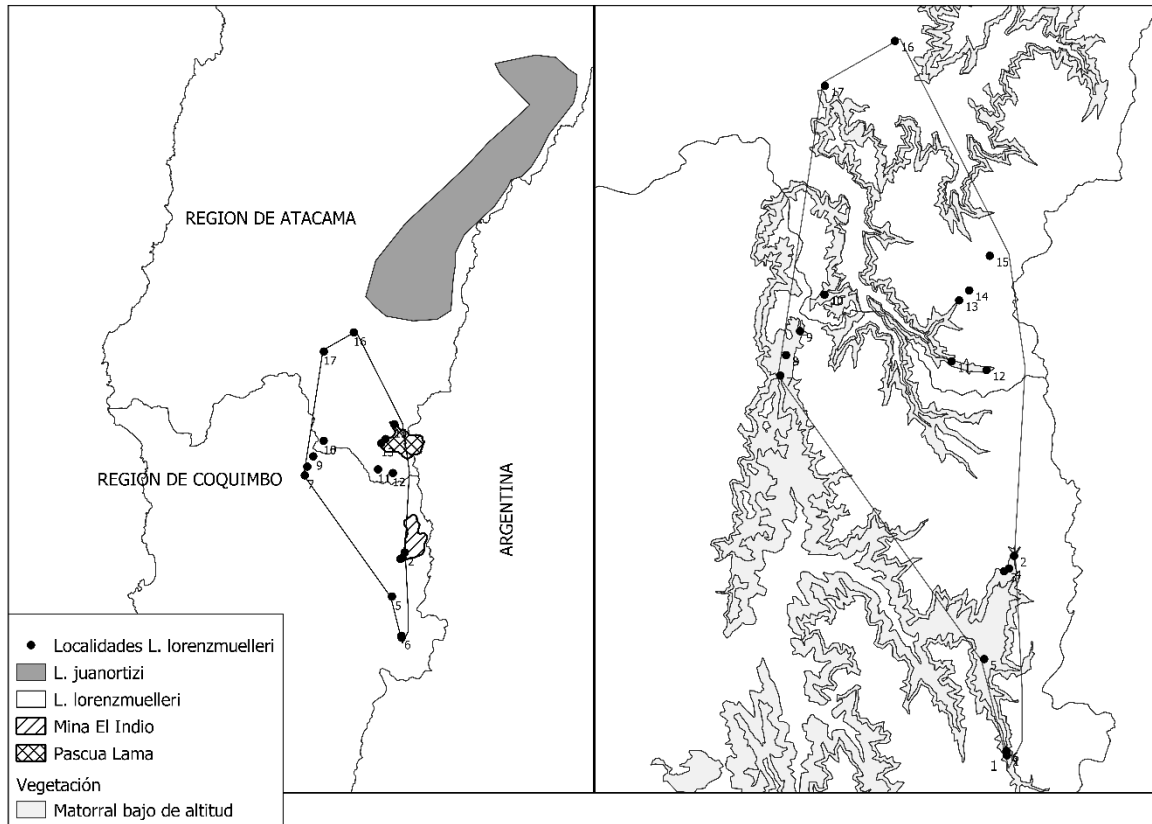 REGION DE ATACAMA
17
16
REGION DE COQUIMBO
9
7
10
13
11
12
2
5
6
ARGENTINA
Localidades L. lorenzmuelleri
L. juanortizi
L. lorenzmuelleri
Mina El Indio
Pascua Lama
Vegetación
Matorral bajo de altitud
16
17
15
14
13
10
9
11
12
2
4
5
1